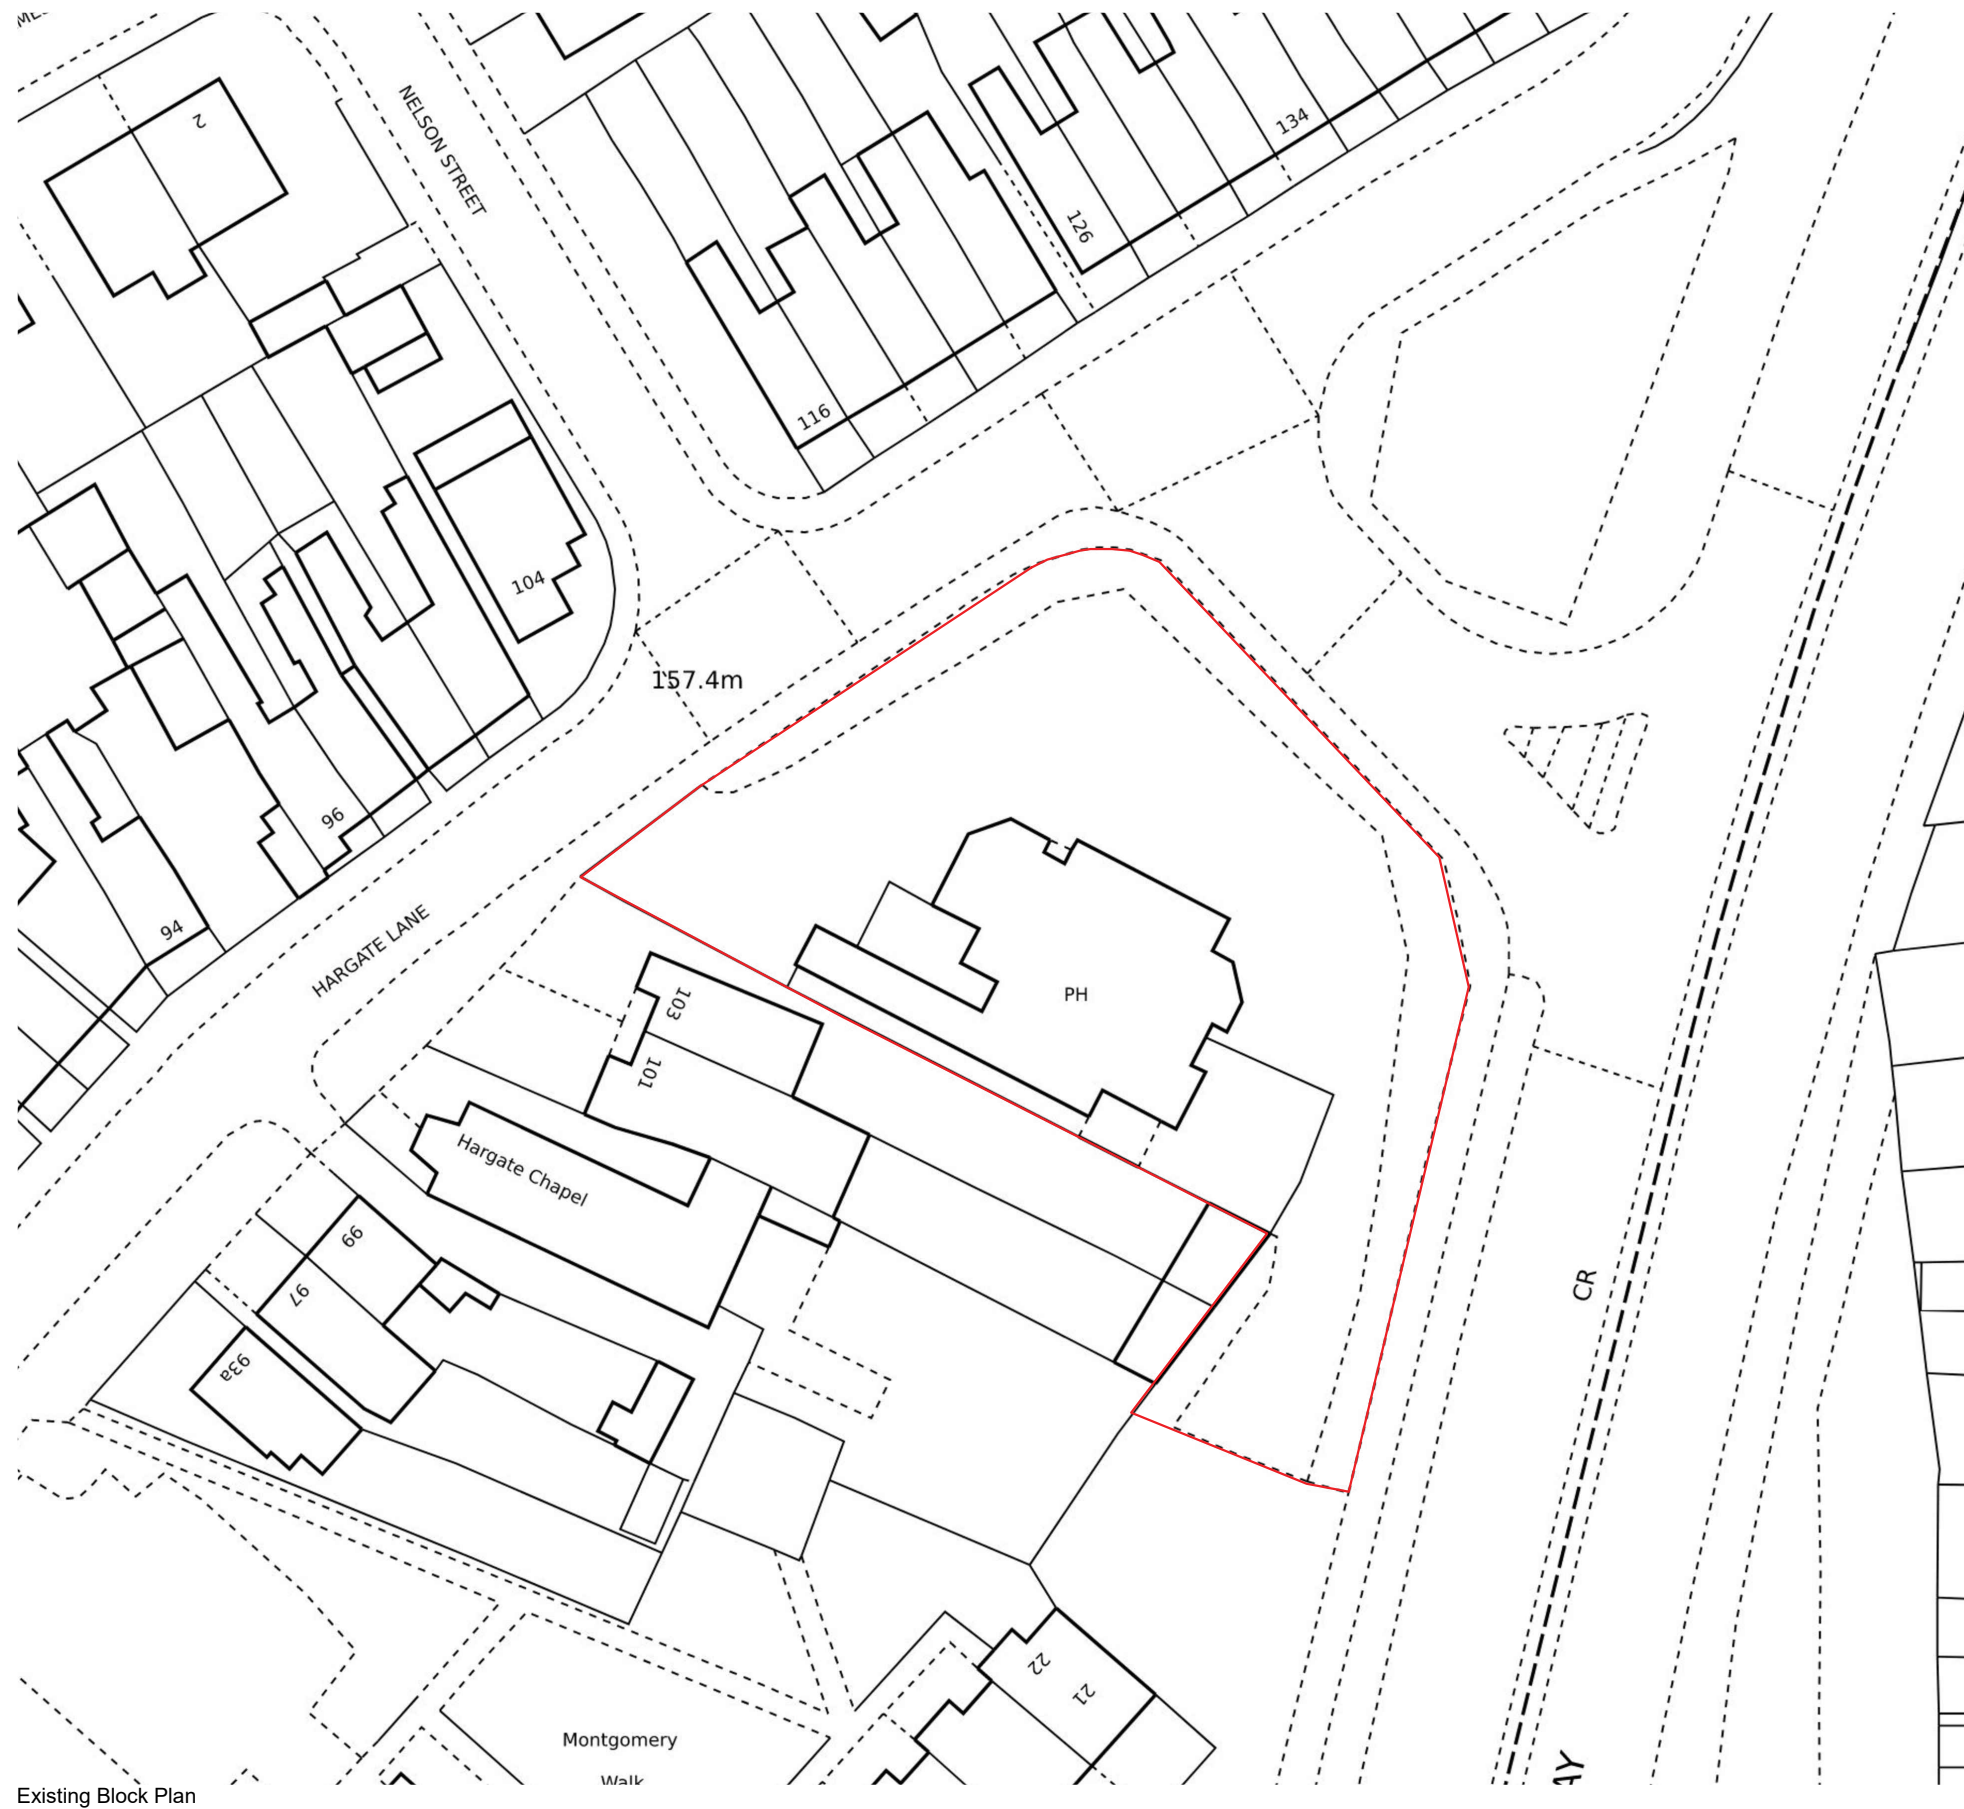 2
NELSON STREET
134
126
116
104
157.4m
96
94
HARGATE LANE
PH
103
101
Hargate Chapel
99
97
93a
CR
22
21
Montgomery
Walk
AY
Existing Block Plan